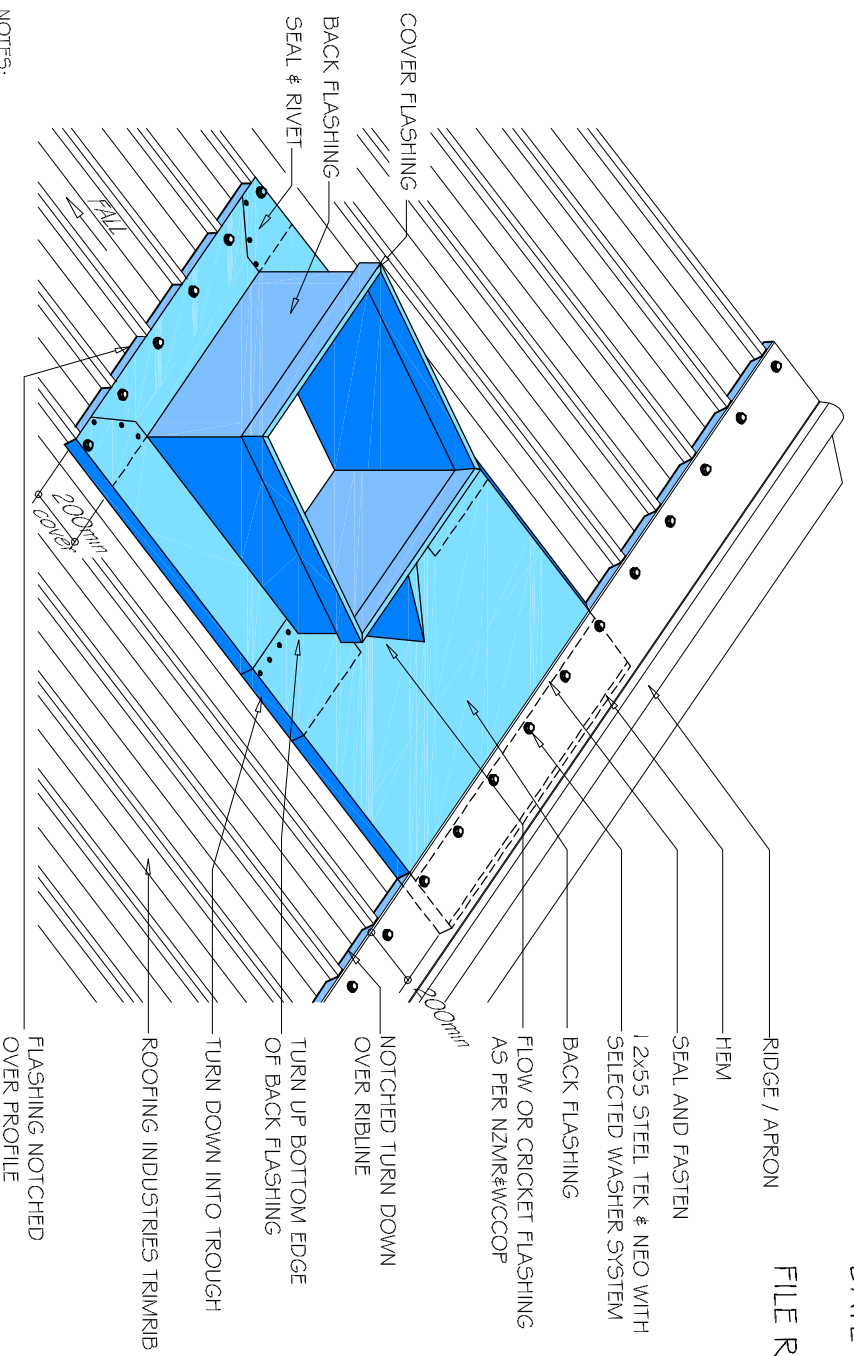 FILE R
RIDGE / APRON
HEM
SEAL AND FASTEN
12x55 STEEL TEK & NEO WITH
SELECTED WASHER SYSTEM
BACK FLASHING
FLOW OR CRICKET FLASHING
AS PER NZMR&WCCOP
NOTCHED TURN DOWN
OVER RIBLINE
TURN UP BOTTOM EDGE
OF BACK FLASHING
TURN DOWN INTO TROUGH
ROOFING INDUSTRIES TRIMRIB
FLASHING NOTCHED
OVER PROFILE
COVER FLASHING
BACK FLASHING
SEAL & RIVET
FALL
200min
cover
200min
NOTES: